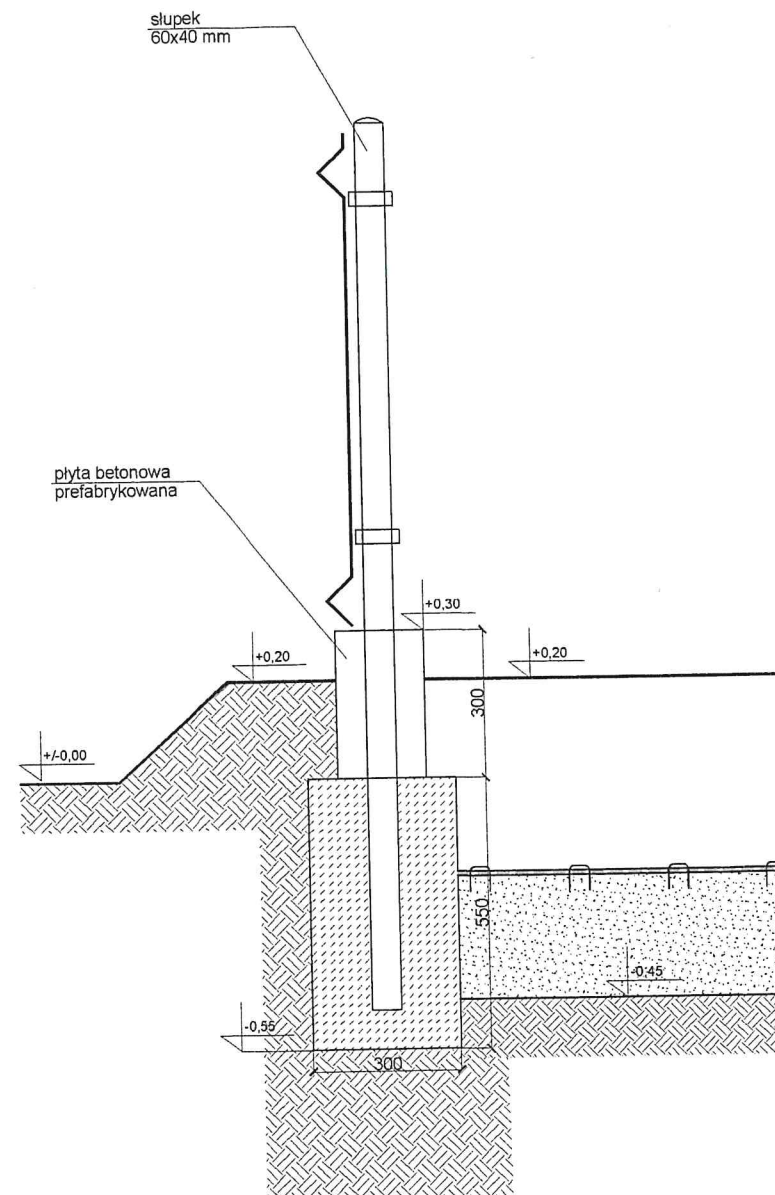 słupek
60x40 mm
płyta betonowa
prefabrykowana
+0,30
+0,20
+0,20
300
+/-0,00
550
-0,45
-0,55
300